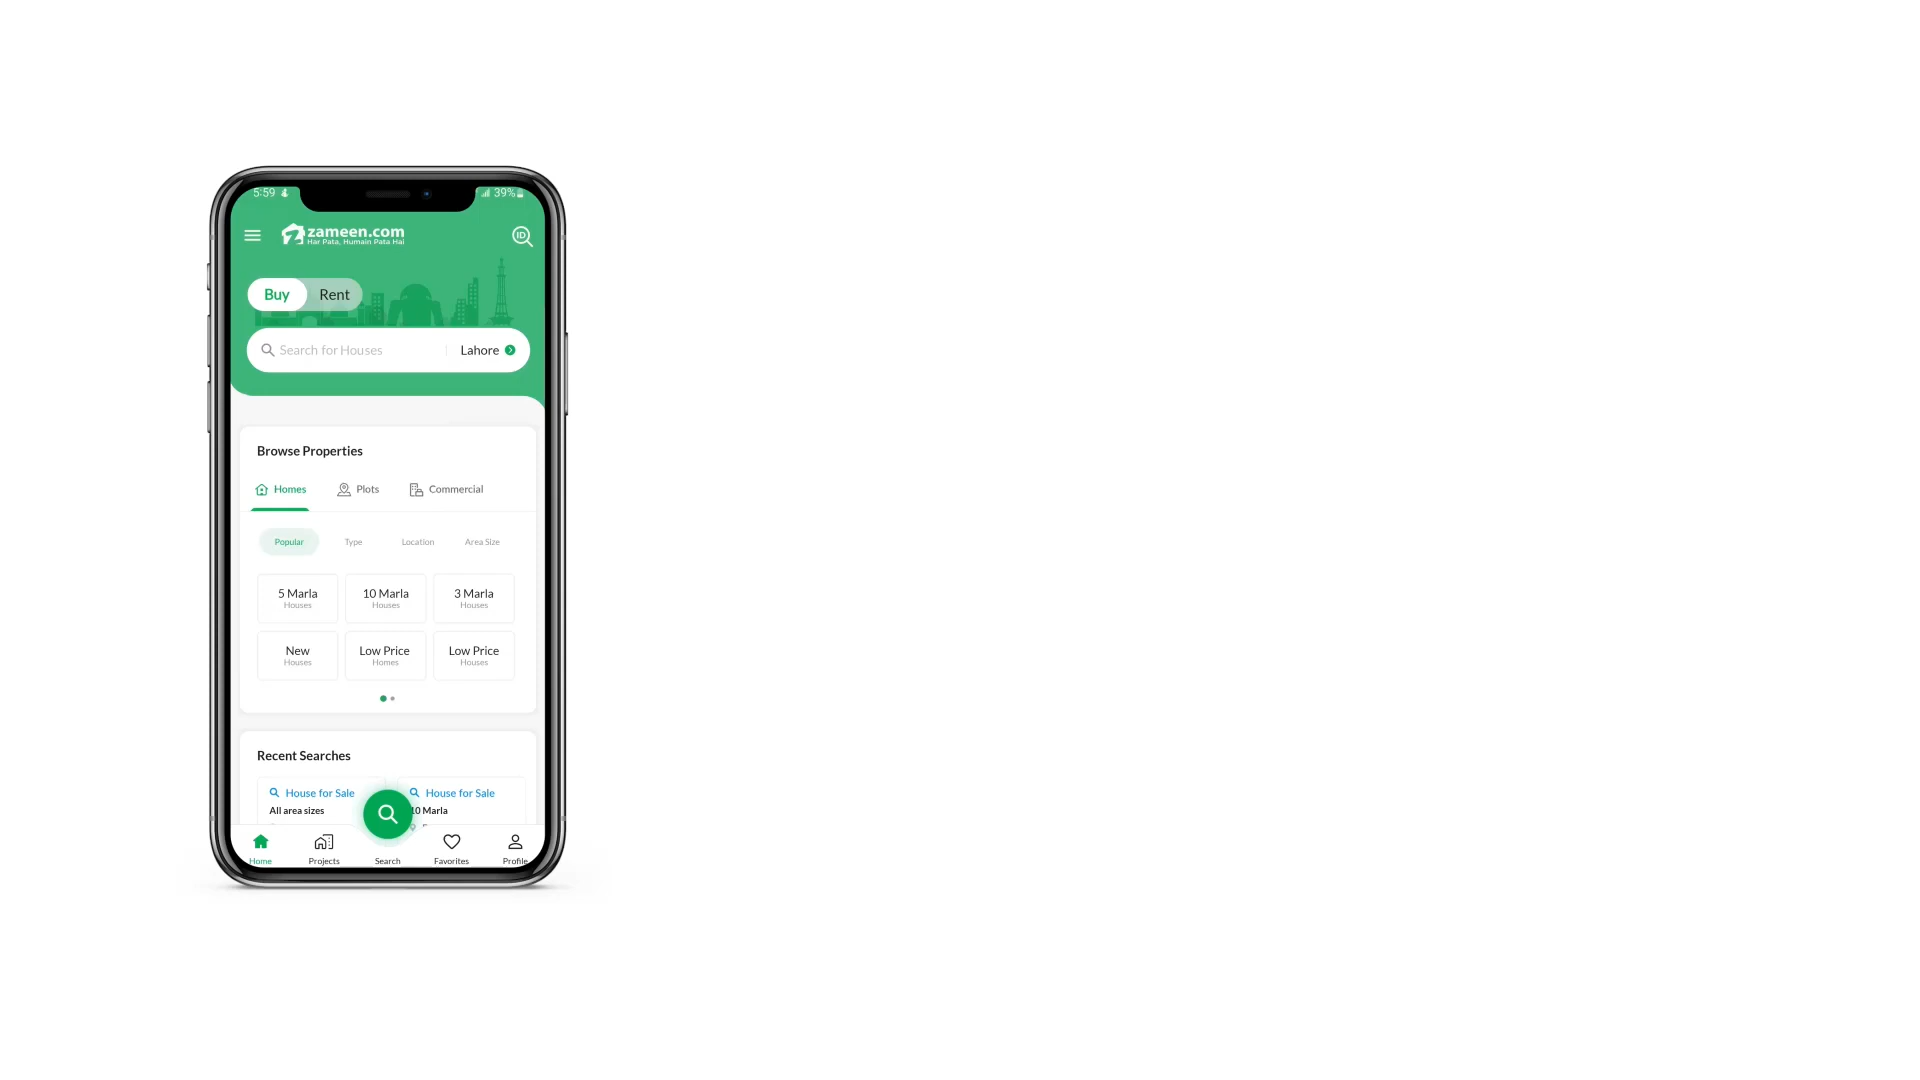 5:59
39%
zameen.com
Har Pata, Humain Pata Hai
ID
Buy Rent
Search for Houses Lahore
Browse Properties
Homes Plots Commercial
Popular Type Location Area Size
5 Marla 10 Marla 3 Marla
Houses Houses Houses
New Low Price Low Price
Houses Homes Houses
Recent Searches
House for Sale House for Sale
All area sizes 10 Marla
Home Projects Search Favorites Profile